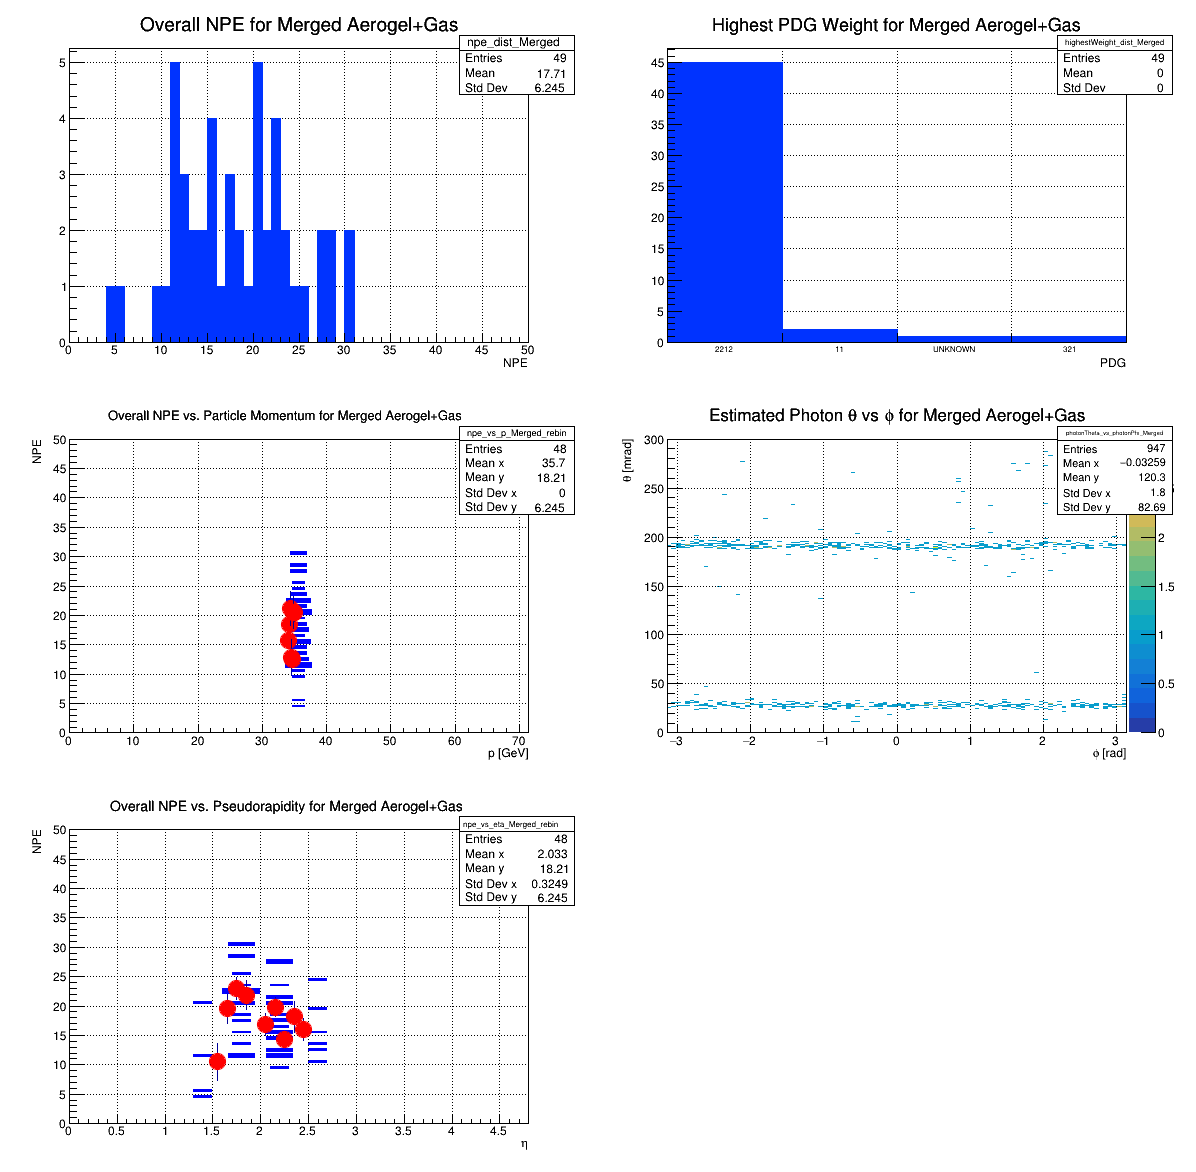 Overall NPE for Merged Aerogel+Gas
npe_dist_Merged
Entries 49
Mean 17.71
Std Dev 6.245
5
4
3
2
1
0
0 5 10 15 20 25 30 35 40 45 50
NPE
Highest PDG Weight for Merged Aerogel+Gas
highestWeight_dist_Merged
Entries 49
Mean 0
Std Dev 0
45
40
35
30
25
20
15
10
5
0
2212 11 UNKNOWN 321
PDG
Overall NPE vs. Particle Momentum for Merged Aerogel+Gas
npe_vs_p_Merged_rebin
Entries 48
Mean x 35.7
Mean y 18.21
Std Dev x 0
Std Dev y 6.245
NPE
50
45
40
35
30
25
20
15
10
5
0
0 10 20 30 40 50 60 70
p [GeV]
Estimated Photon θ vs ϕ for Merged Aerogel+Gas
photonTheta_vs_photonPhi_Merged
Entries 947
Mean x −0.03259
Mean y 120.3
Std Dev x 1.8
Std Dev y 82.69
θ [mrad]
300
250
200
150
100
50
0
−3 −2 −1 0 1 2 3
ϕ [rad]
2
1.5
1
0.5
0
Overall NPE vs. Pseudorapidity for Merged Aerogel+Gas
npe_vs_eta_Merged_rebin
Entries 48
Mean x 2.033
Mean y 18.21
Std Dev x 0.3249
Std Dev y 6.245
NPE
50
45
40
35
30
25
20
15
10
5
0
0 0.5 1 1.5 2 2.5 3 3.5 4 4.5
η